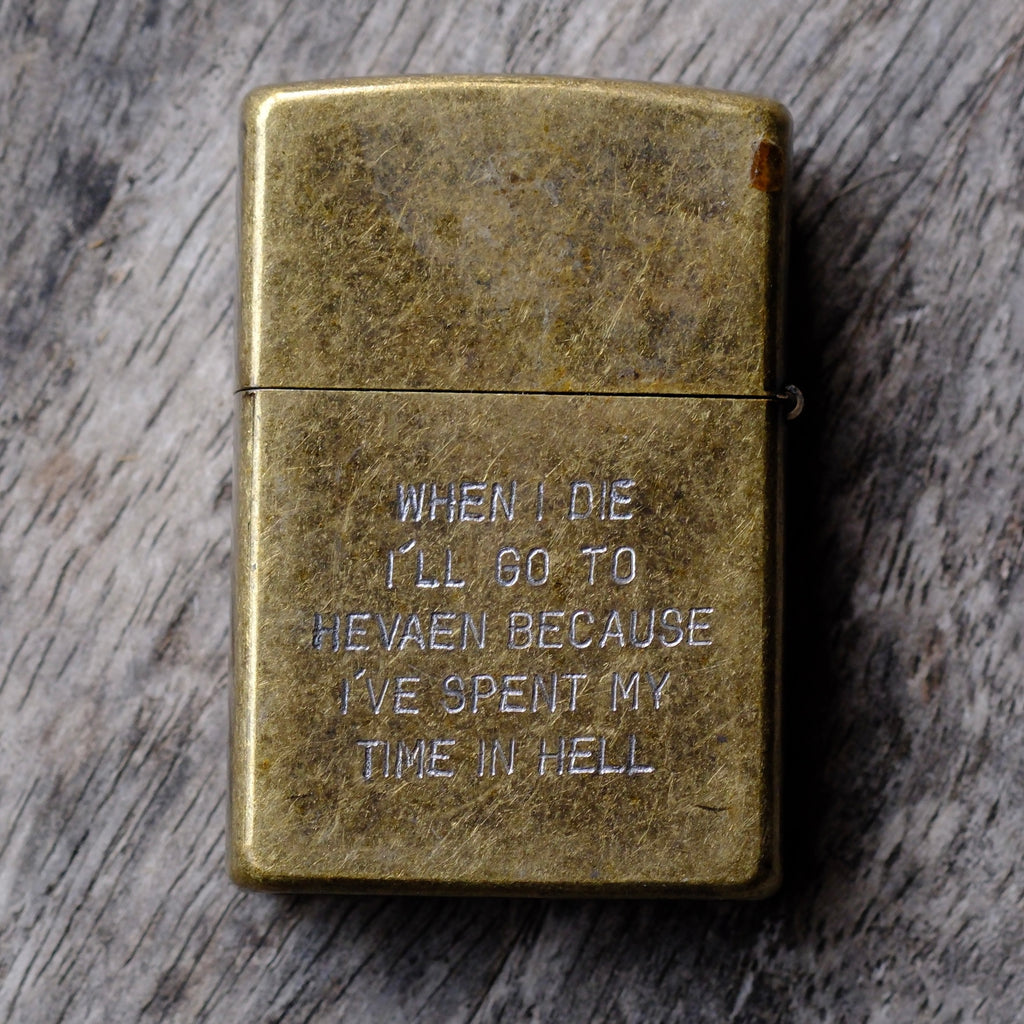 WHEN I DIE
I'LL GO TO
HEVAEN BECAUSE
I'VE SPENT MY
TIME IN HELL